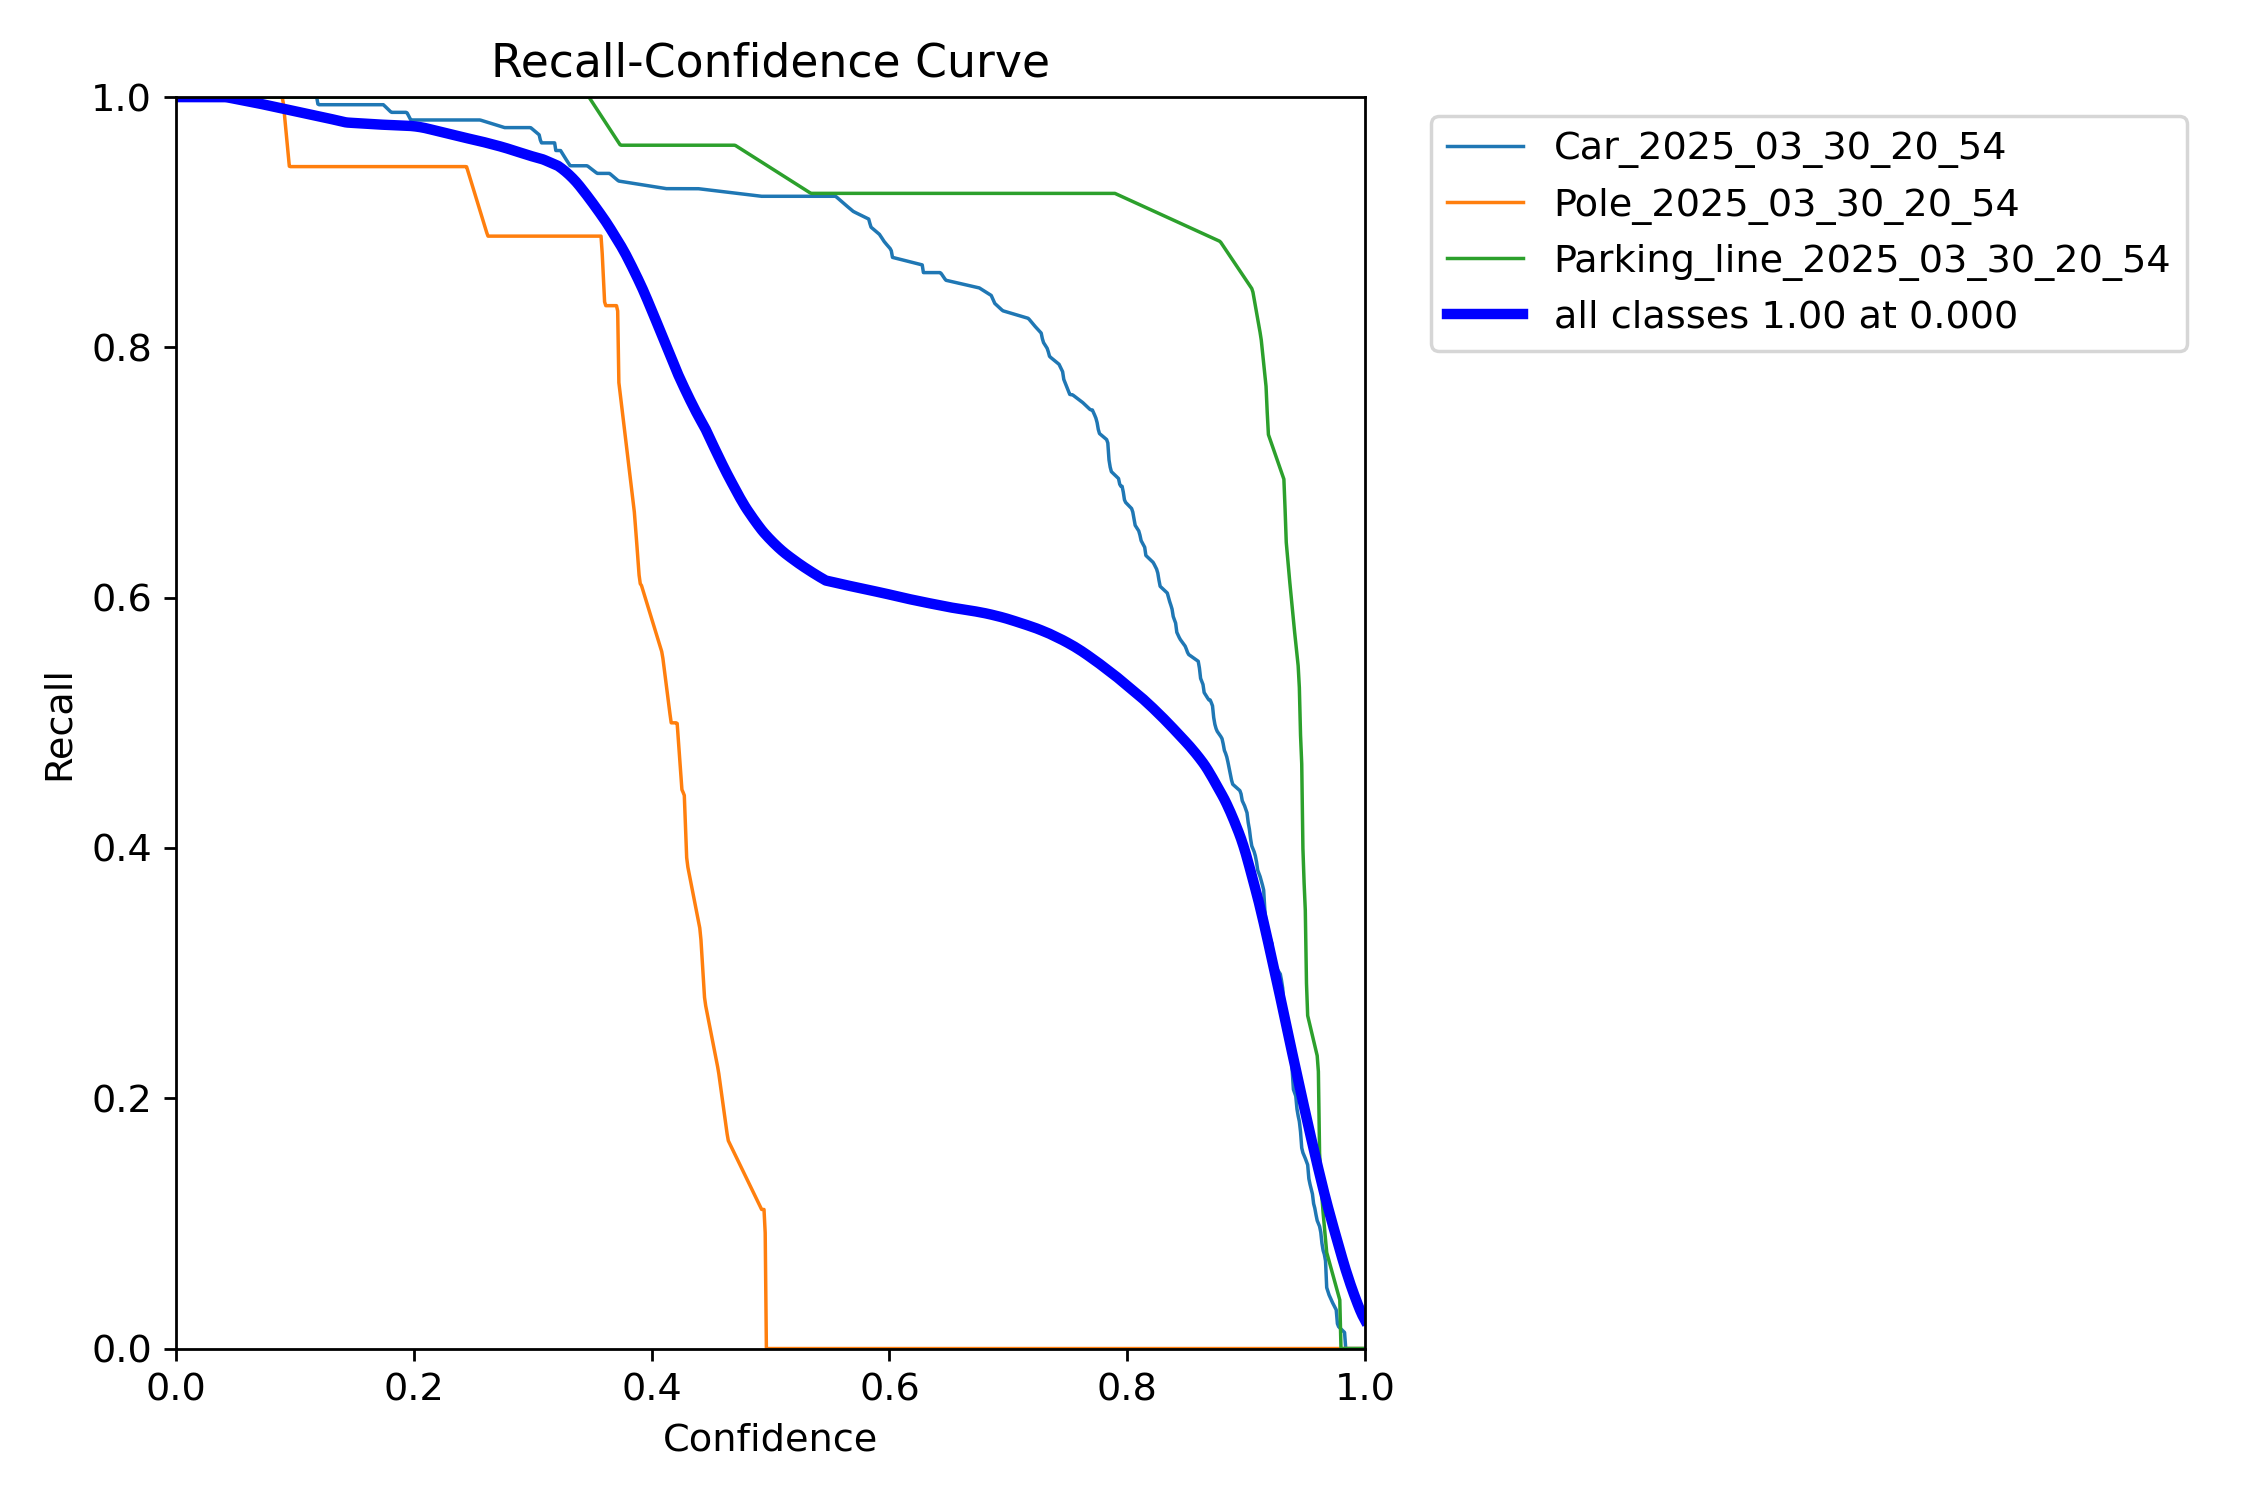 Recall-Confidence Curve
1.0
0.8
0.6
0.4
0.2
0.0
Recall
0.0 0.2 0.4 0.6 0.8 1.0
Confidence
Car_2025_03_30_20_54
Pole_2025_03_30_20_54
Parking_line_2025_03_30_20_54
all classes 1.00 at 0.000